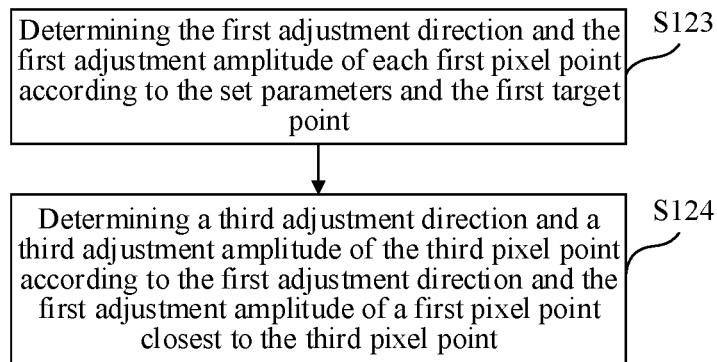 Determining the first adjustment direction and the
first adjustment amplitude of each first pixel point
according to the set parameters and the first target
point
S123
Determining a third adjustment direction and a
third adjustment amplitude of the third pixel point
according to the first adjustment direction and the
first adjustment amplitude of a first pixel point
closest to the third pixel point
S124